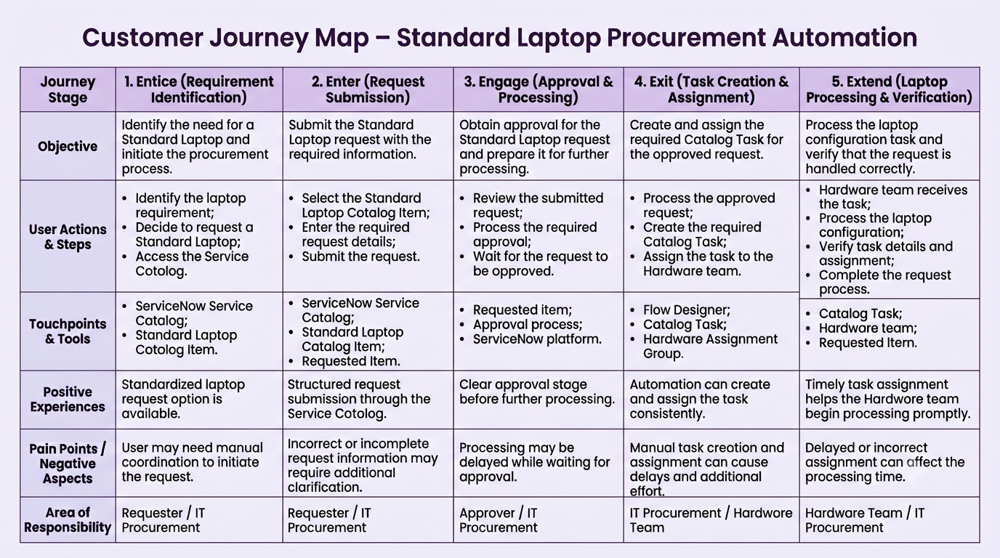 Customer Journey Map – Standard Laptop Procurement Automation
Journey
Stage
1. Entice (Requirement
Identification)
2. Enter (Request
Submission)
3. Engage (Approval &
Processing)
4. Exit (Task Creation &
Assignment)
5. Extend (Laptop
Processing & Verification)
Objective
Identify the need for a
Standard Laptop and
initiate the procurement
process.
Submit the Standard
Laptop request with the
required information.
Obtain approval for the
Standard Laptop request
and prepare it for further
processing.
Create and assign the
required Catalog Task for
the opproved request.
Process the laptop
configuration task and
verify that the request is
handled correctly.
User Actions
& Steps
• Identify the laptop
requirement;
• Decide to request a
Standard Laptop;
• Access the Service
Cotolog.
• Select the Standard
Laptop Cotalog Itern;
• Enter the required
request details;
• Submit the request.
• Review the submitted
request;
• Process the required
approval;
• Wait for the request to
be opproved.
• Process the approved
request;
• Create the required
Catalog Task;
• Assign the task to the
Hardware team.
• Hardware team receives
the task;
• Process the laptop
configuration;
• Verify task details and
assignment;
• Complete the request
process.
Touchpoints
& Tools
• ServiceNow Service
Catalog;
• Standard Laptop
Cotolog Item.
• ServiceNow Service
Catalog;
• Standard Laptop
Catalog Item;
• Requested Item.
• Requested item;
• Approval process;
• ServiceNow platform.
• Flow Designer;
• Catalog Task;
• Hardware Assignment
Group.
• Catalog Task;
• Hardware team;
• Requested Item.
Positive
Experiences
Standardized laptop
request option is
available.
Structured request
submission through the
Service Cotolog.
Clear approval stage
before further processing.
Automation can create
and assign the task
consistently.
Timely task assignment
helps the Hardwore team
begin processing promptly.
Pain Points /
Negative
Aspects
User may need manual
coordination to initiate
the request.
Incorrect or incomplete
request information may
require additional
clarification.
Processing may be
delayed while waiting for
approval.
Manual task creation and
assignment can cause
delays and additional
effort.
Delayed or incorrect
assignment can affect the
processing time.
Area of
Responsibility
Requester / IT
Procurement
Requester / IT
Procurement
Approver / IT
Procurement
IT Procurement / Hardware
Team
Hardware Team / IT
Procurement